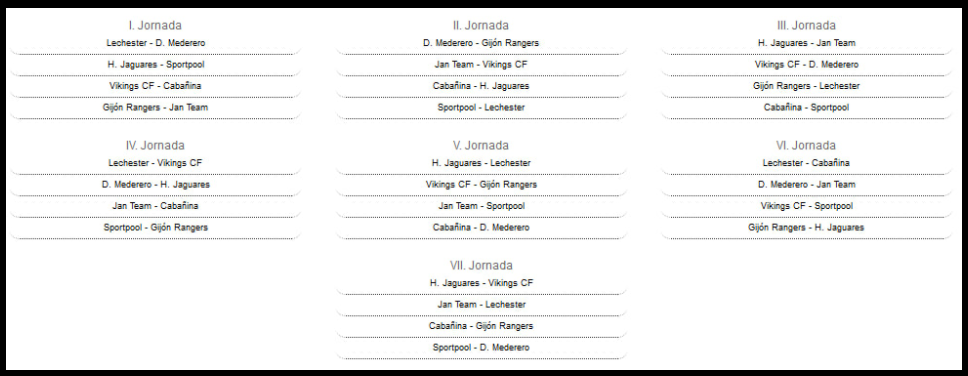 I. Jornada
Lechester - D. Mederero
H. Jaguares - Sportpool
Vikings CF - Cabañina
Gijón Rangers - Jan Team
II. Jornada
D. Mederero - Gijón Rangers
Jan Team - Vikings CF
Cabañina - H. Jaguares
Sportpool - Lechester
III. Jornada
H. Jaguares - Jan Team
Vikings CF - D. Mederero
Gijón Rangers - Lechester
Cabañina - Sportpool
IV. Jornada
Lechester - Vikings CF
D. Mederero - H. Jaguares
Jan Team - Cabañina
Sportpool - Gijón Rangers
V. Jornada
H. Jaguares - Lechester
Vikings CF - Gijón Rangers
Jan Team - Sportpool
Cabañina - D. Mederero
VI. Jornada
Lechester - Cabañina
D. Mederero - Jan Team
Vikings CF - Sportpool
Gijón Rangers - H. Jaguares
VII. Jornada
H. Jaguares - Vikings CF
Jan Team - Lechester
Cabañina - Gijón Rangers
Sportpool - D. Mederero